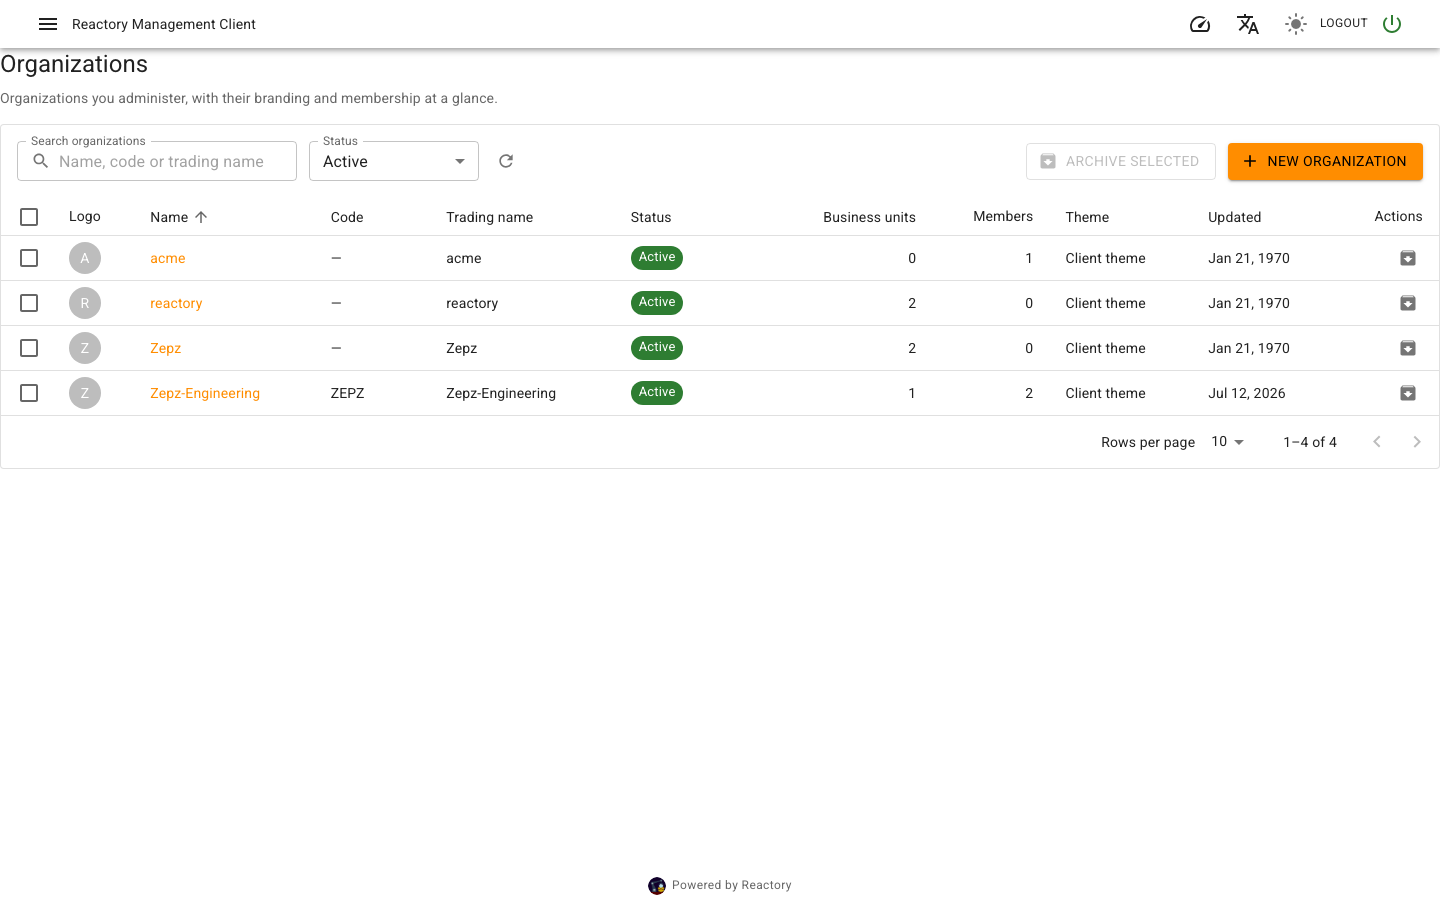 Reactory Management Client
LOGOUT
Organizations
Organizations you administer, with their branding and membership at a glance.
Search organizations
Name, code or trading name
Status
Active
ARCHIVE SELECTED
NEW ORGANIZATION
Logo Name Code Trading name Status Business units Members Theme Updated Actions
A acme — acme Active 0 1 Client theme Jan 21, 1970
R reactory — reactory Active 2 0 Client theme Jan 21, 1970
Z Zepz — Zepz Active 2 0 Client theme Jan 21, 1970
Z Zepz-Engineering ZEPZ Zepz-Engineering Active 1 2 Client theme Jul 12, 2026
Rows per page 10 1–4 of 4
Powered by Reactory